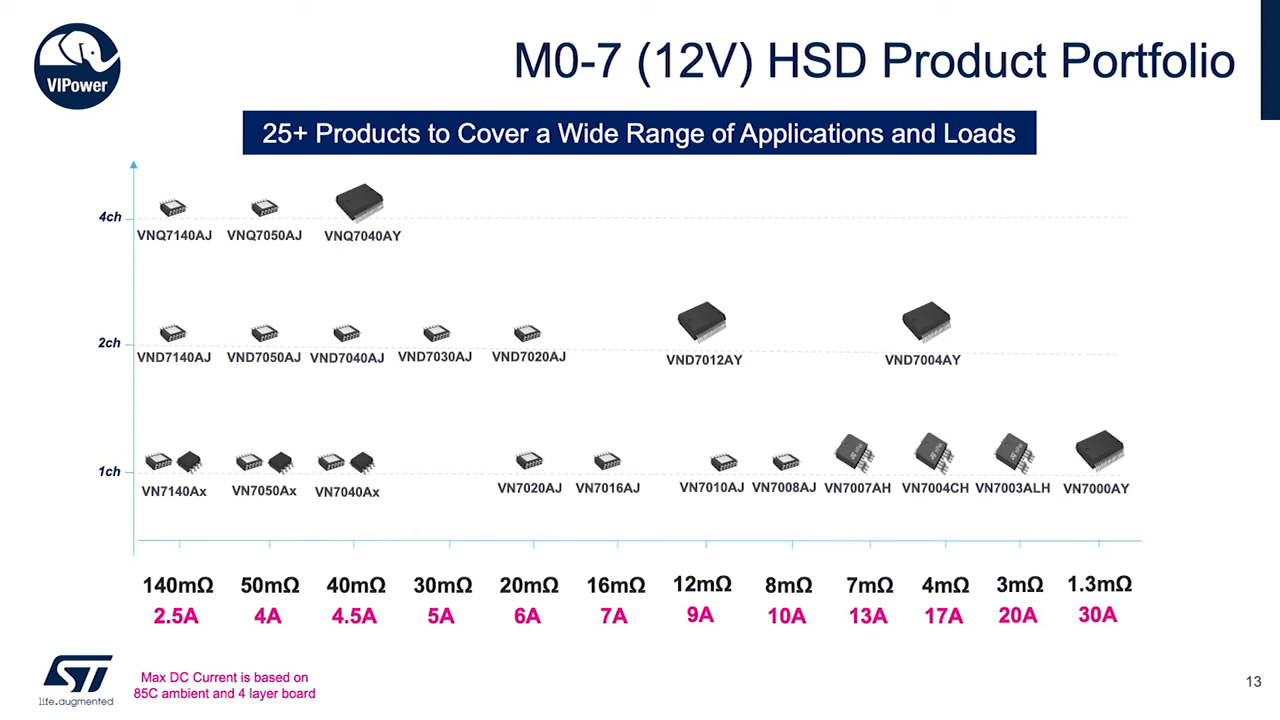 VIPower
M0-7 (12V) HSD Product Portfolio
25+ Products to Cover a Wide Range of Applications and Loads
4ch
VNQ7140AJ VNQ7050AJ VNQ7040AY
2ch
VND7140AJ VND7050AJ VND7040AJ VND7030AJ VND7020AJ VND7012AY VND7004AY
1ch
VN7140Ax VN7050Ax VN7040Ax VN7020AJ VN7016AJ VN7010AJ VN7008AJ VN7007AH VN7004CH VN7003ALH VN7000AY
140mΩ 50mΩ 40mΩ 30mΩ 20mΩ 16mΩ 12mΩ 8mΩ 7mΩ 4mΩ 3mΩ 1.3mΩ
2.5A 4A 4.5A 5A 6A 7A 9A 10A 13A 17A 20A 30A
ST
life.augmented
Max DC Current is based on
85C ambient and 4 layer board
13